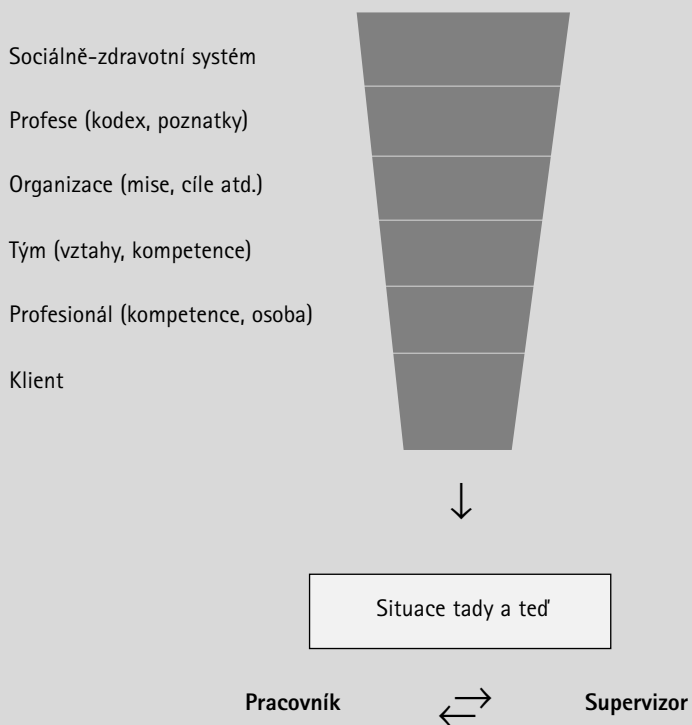 Sociálně-zdravotní systém
Profese (kodex, poznatky)
Organizace (mise, cíle atd.)
Tým (vztahy, kompetence)
Profesionál (kompetence, osoba)
Klient
Situace tady a teď
Pracovník Supervizor